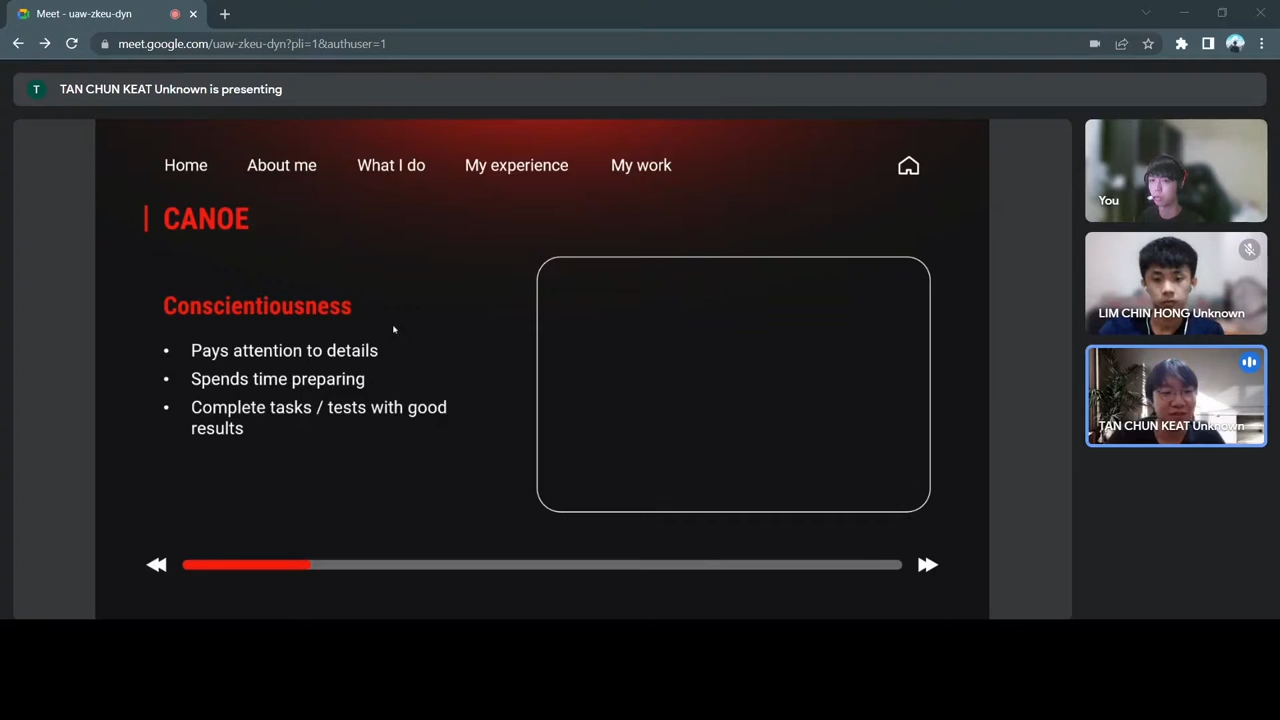 Meet - uaw-zkeu-dyn
meet.google.com/uaw-zkeu-dyn?pli=1&authuser=1
T
TAN CHUN KEAT Unknown is presenting
Home
About me
What I do
My experience
My work
CANOE
Conscientiousness
• Pays attention to details
• Spends time preparing
• Complete tasks / tests with good
results
You
LIM CHIN HONG Unknown
TAN CHUN KEAT Unknown